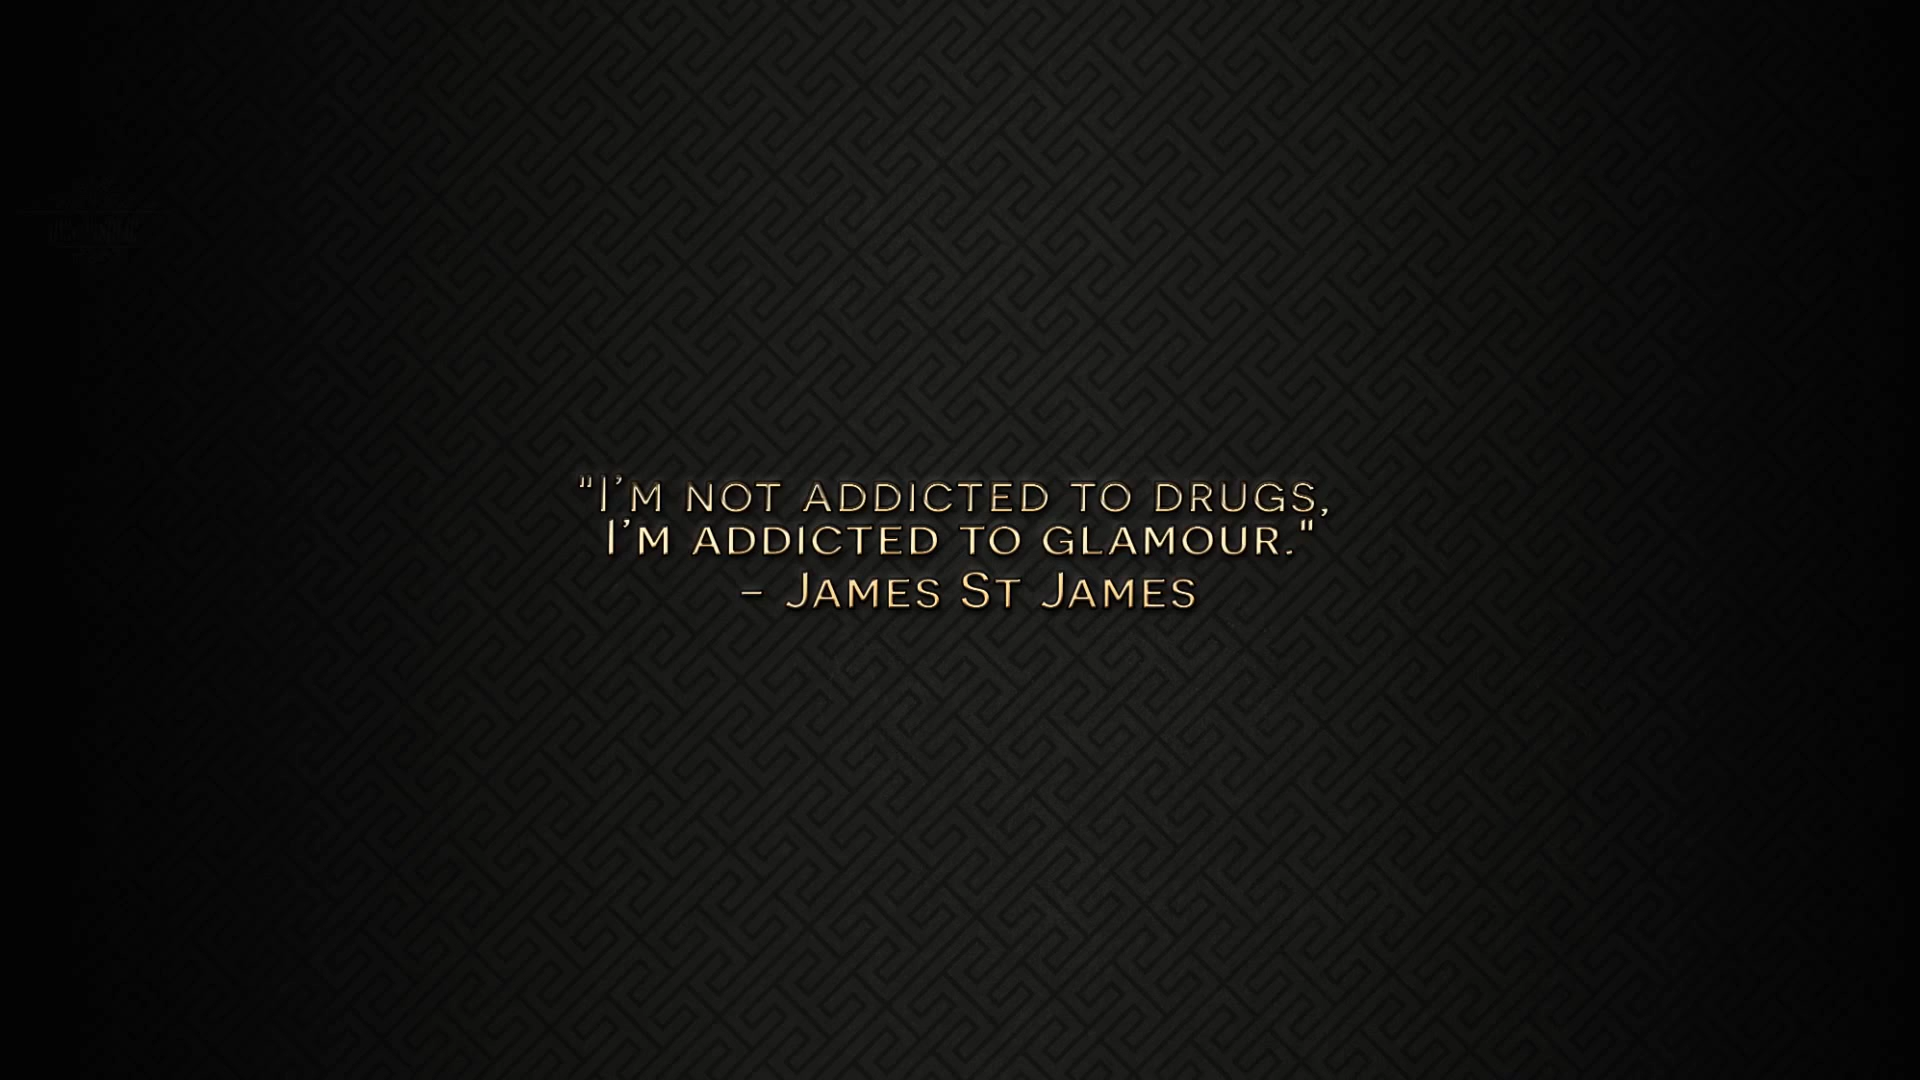 "I'm not addicted to drugs,
I'm addicted to glamour."
– James St James